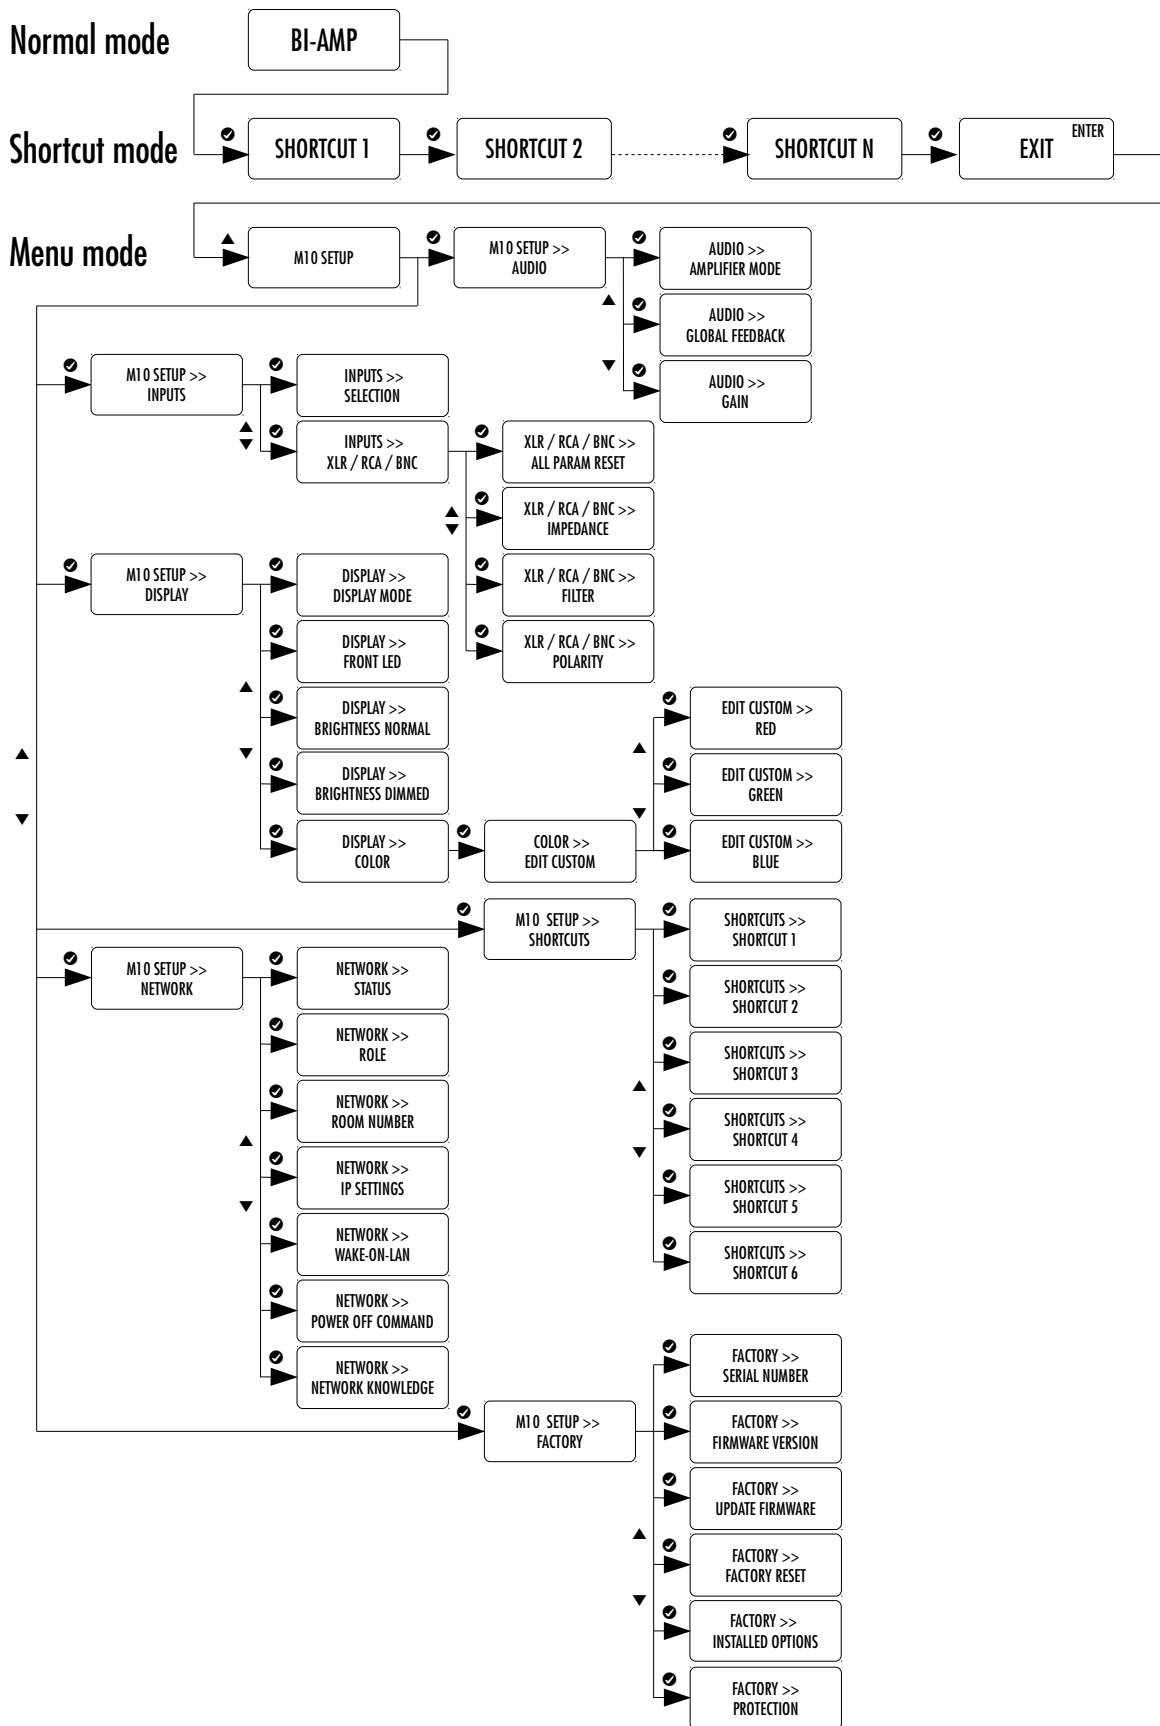 Normal mode
BI-AMP
Shortcut mode
SHORTCUT 1
SHORTCUT 2
SHORTCUT N
EXIT
ENTER
Menu mode
M10 SETUP
M10 SETUP >>
AUDIO
AUDIO >>
AMPLIFIER MODE
AUDIO >>
GLOBAL FEEDBACK
AUDIO >>
GAIN
M10 SETUP >>
INPUTS
INPUTS >>
SELECTION
INPUTS >>
XLR / RCA / BNC
XLR / RCA / BNC >>
ALL PARAM RESET
XLR / RCA / BNC >>
IMPEDANCE
XLR / RCA / BNC >>
FILTER
XLR / RCA / BNC >>
POLARITY
M10 SETUP >>
DISPLAY
DISPLAY >>
DISPLAY MODE
DISPLAY >>
FRONT LED
DISPLAY >>
BRIGHTNESS NORMAL
DISPLAY >>
BRIGHTNESS DIMMED
DISPLAY >>
COLOR
COLOR >>
EDIT CUSTOM
EDIT CUSTOM >>
RED
EDIT CUSTOM >>
GREEN
EDIT CUSTOM >>
BLUE
M10 SETUP >>
SHORTCUTS
SHORTCUTS >>
SHORTCUT 1
SHORTCUTS >>
SHORTCUT 2
SHORTCUTS >>
SHORTCUT 3
SHORTCUTS >>
SHORTCUT 4
SHORTCUTS >>
SHORTCUT 5
SHORTCUTS >>
SHORTCUT 6
M10 SETUP >>
NETWORK
NETWORK >>
STATUS
NETWORK >>
ROLE
NETWORK >>
ROOM NUMBER
NETWORK >>
IP SETTINGS
NETWORK >>
WAKE-ON-LAN
NETWORK >>
POWER OFF COMMAND
NETWORK >>
NETWORK KNOWLEDGE
M10 SETUP >>
FACTORY
FACTORY >>
SERIAL NUMBER
FACTORY >>
FIRMWARE VERSION
FACTORY >>
UPDATE FIRMWARE
FACTORY >>
FACTORY RESET
FACTORY >>
INSTALLED OPTIONS
FACTORY >>
PROTECTION